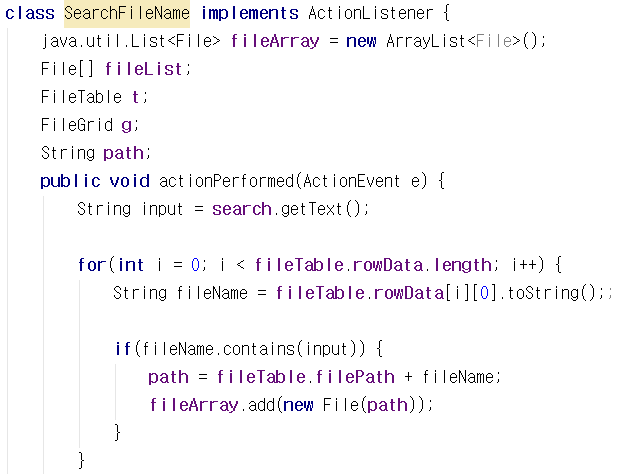 class SearchFileName implements ActionListener {
java.util.List<File> fileArray = new ArrayList<File>();
File[] fileList;
FileTable t;
FileGrid g;
String path;
public void actionPerformed(ActionEvent e) {
String input = search.getText();
for(int i = 0; i < fileTable.rowData.length; i++) {
String fileName = fileTable.rowData[i][0].toString();;
if(fileName.contains(input)) {
path = fileTable.filePath + fileName;
fileArray.add(new File(path));
}
}